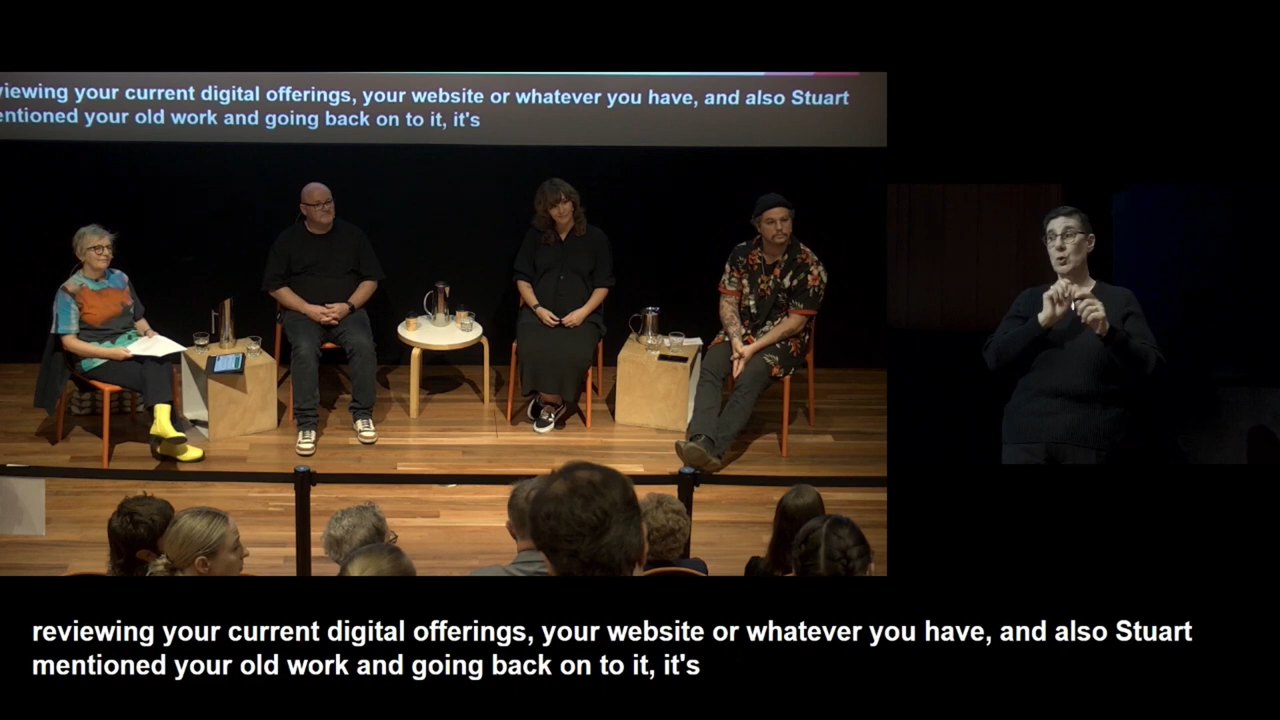 viewing your current digital offerings, your website or whatever you have, and also Stuart
entioned your old work and going back on to it, it's
reviewing your current digital offerings, your website or whatever you have, and also Stuart
mentioned your old work and going back on to it, it's